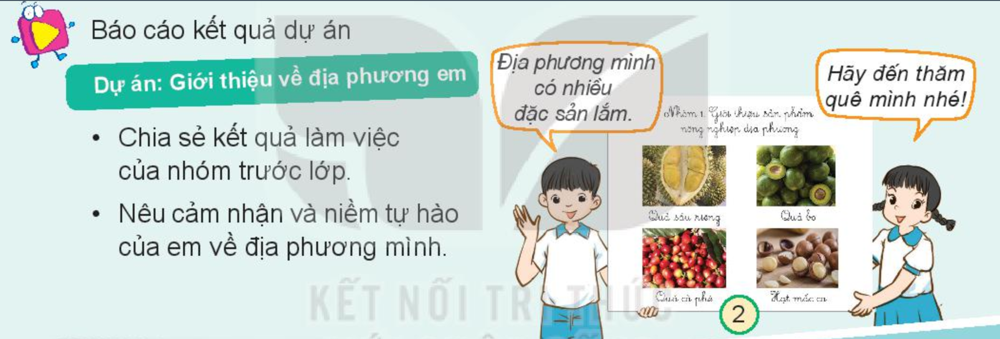 Báo cáo kết quả dự án
Dự án: Giới thiệu về địa phương em
• Chia sẻ kết quả làm việc
của nhóm trước lớp.
• Nêu cảm nhận và niềm tự hào
của em về địa phương mình.
Địa phương mình
có nhiều
đặc sản lắm.
Hãy đến thăm
quê mình nhé!
Nhóm 1. Giới thiệu sản phẩm
nông nghiệp địa phương
Quả sầu riêng
Quả bơ
Quả cà phê
Hạt mắc ca
2
KẾT NỐI TRI THỨC